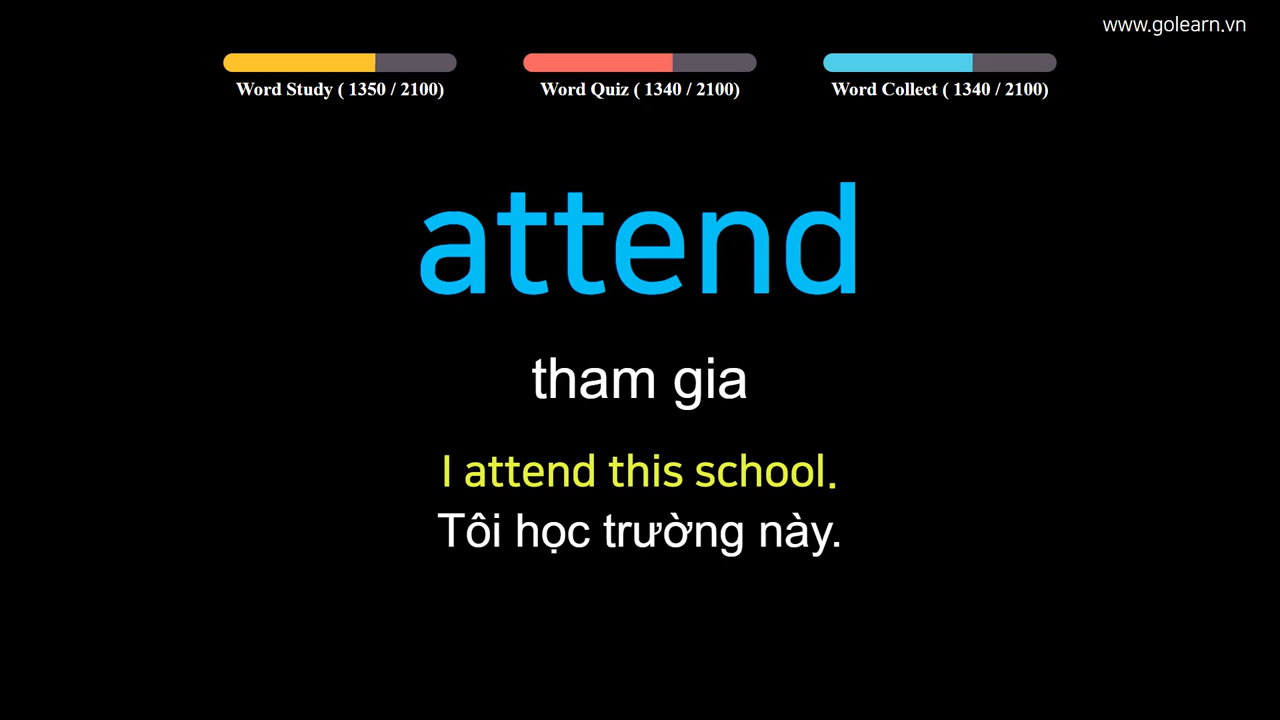 www.golearn.vn
Word Study ( 1350 / 2100)
Word Quiz ( 1340 / 2100)
Word Collect ( 1340 / 2100)
attend
tham gia
I attend this school.
Tôi học trường này.